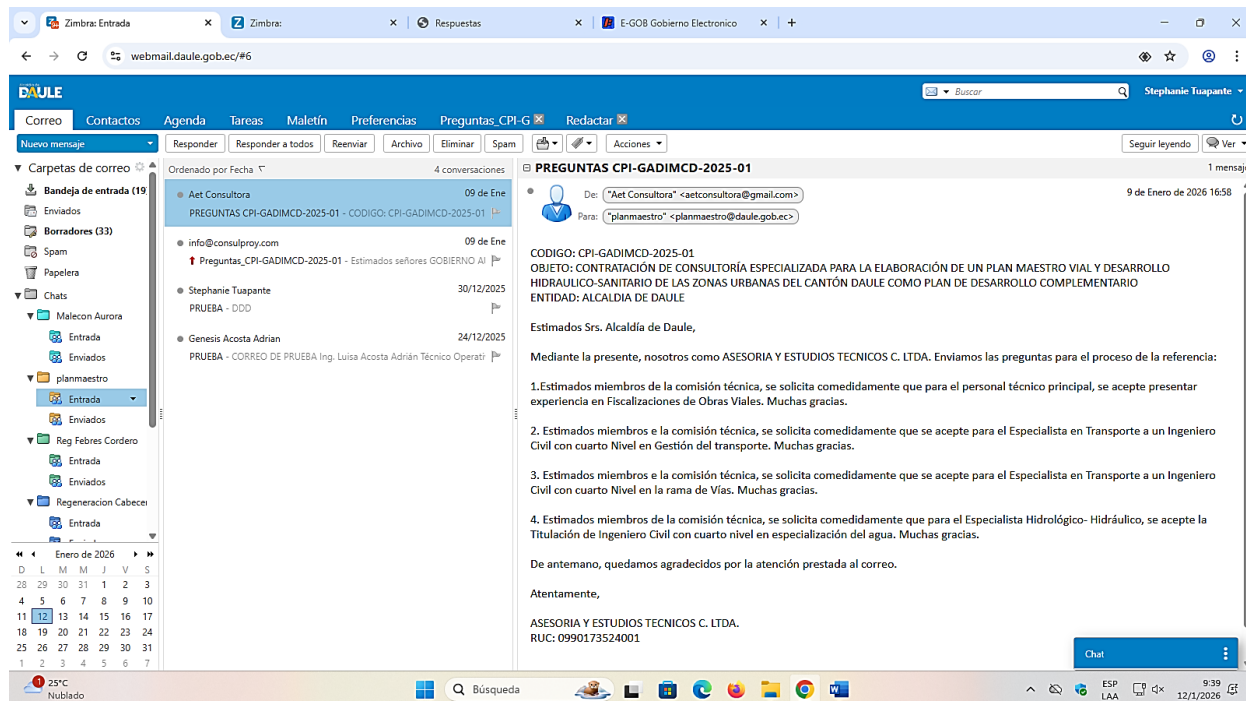 Zimbra: Entrada
Zimbra:
Respuestas
E-GOB Gobierno Electronico
webmail.daule.gob.ec/#6
DAULE
Buscar
Stephanie Tuapante
Correo Contactos Agenda Tareas Maletín Preferencias Preguntas_CPI-G Redactar
Nuevo mensaje
Responder Responder a todos Reenviar Archivo Eliminar Spam Acciones Seguir leyendo Ver
Carpetas de correo
Bandeja de entrada (19
Enviados
Borradores (33)
Spam
Papelera
Chats
Malecon Aurora
Entrada
Enviados
planmaestro
Entrada
Enviados
Reg Febres Cordero
Entrada
Enviados
Regeneracion Cabecer
Entrada
Enero de 2026
D L M M J V S
28 29 30 31 1 2 3
4 5 6 7 8 9 10
11 12 13 14 15 16 17
18 19 20 21 22 23 24
25 26 27 28 29 30 31
1 2 3 4 5 6 7
Ordenado por Fecha 4 conversaciones
Aet Consultora 09 de Ene
PREGUNTAS CPI-GADIMCD-2025-01 - CODIGO: CPI-GADIMCD-2025-01
info@consulproy.com 09 de Ene
Preguntas_CPI-GADIMCD-2025-01 - Estimados señores GOBIERNO AI
Stephanie Tuapante 30/12/2025
PRUEBA - DDD
Genesis Acosta Adrian 24/12/2025
PRUEBA - CORREO DE PRUEBA Ing. Luisa Acosta Adrián Técnico Operati
PREGUNTAS CPI-GADIMCD-2025-01 1 mensaj
De: "Aet Consultora" <aetconsultora@gmail.com> 9 de Enero de 2026 16:58
Para: "planmaestro" <planmaestro@daule.gob.ec>
CODIGO: CPI-GADIMCD-2025-01
OBJETO: CONTRATACIÓN DE CONSULTORÍA ESPECIALIZADA PARA LA ELABORACIÓN DE UN PLAN MAESTRO VIAL Y DESARROLLO
HIDRAULICO-SANITARIO DE LAS ZONAS URBANAS DEL CANTÓN DAULE COMO PLAN DE DESARROLLO COMPLEMENTARIO
ENTIDAD: ALCALDIA DE DAULE
Estimados Srs. Alcaldía de Daule,
Mediante la presente, nosotros como ASESORIA Y ESTUDIOS TECNICOS C. LTDA. Enviamos las preguntas para el proceso de la referencia:
1.Estimados miembros de la comisión técnica, se solicita comedidamente que para el personal técnico principal, se acepte presentar
experiencia en Fiscalizaciones de Obras Viales. Muchas gracias.
2. Estimados miembros e la comisión técnica, se solicita comedidamente que se acepte para el Especialista en Transporte a un Ingeniero
Civil con cuarto Nivel en Gestión del transporte. Muchas gracias.
3. Estimados miembros e la comisión técnica, se solicita comedidamente que se acepte para el Especialista en Transporte a un Ingeniero
Civil con cuarto Nivel en la rama de Vías. Muchas gracias.
4. Estimados miembros de la comisión técnica, se solicita comedidamente que para el Especialista Hidrológico- Hidráulico, se acepte la
Titulación de Ingeniero Civil con cuarto nivel en especialización del agua. Muchas gracias.
De antemano, quedamos agradecidos por la atención prestada al correo.
Atentamente,
ASESORIA Y ESTUDIOS TECNICOS C. LTDA.
RUC: 0990173524001
Chat
1
25°C
Nublado
Búsqueda
ESP
LAA
9:39
12/1/2026